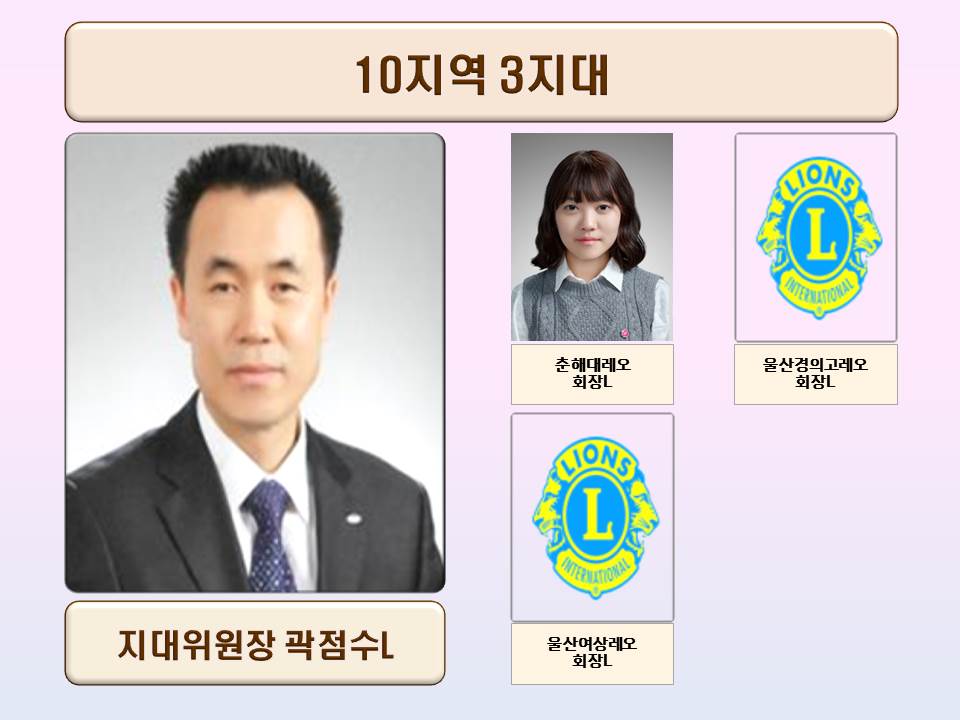 10지역 3지대
LIONS
L
INTERNATIONAL
춘해대레오
회장L
울산경의고레오
회장L
LIONS
L
INTERNATIONAL
지대위원장 곽점수L
울산여상레오
회장L